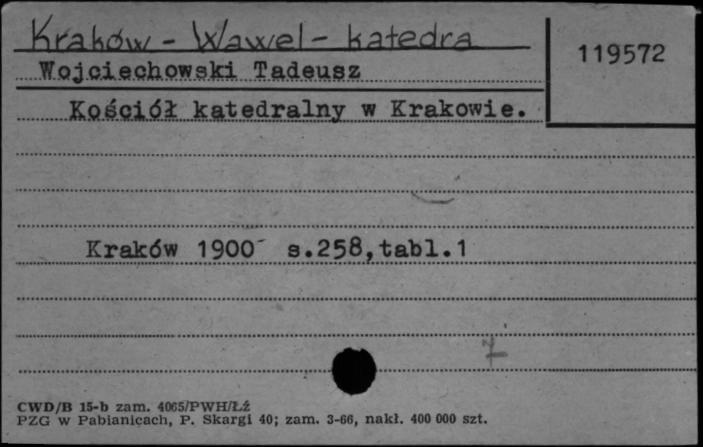 Kraków - Wawel - katedra
119572
Wojciechowski Tadeusz
Kościół katedralny w Krakowie.
Kraków 1900 s.258,tabl.1
7
CWD/B 15-b zam. 4065/PWH/Łź
PZG w Pabianicach, P. Skargi 40; zam. 3-66, nakł. 400 000 szt.